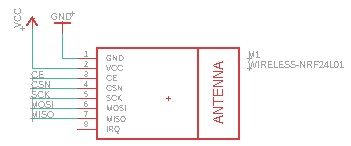 VCC
GND
M1
WIRELESS-NRF24L01
1 GND
2 VCC
CE 3 CE
CSN 4 CSN
SCK 5 SCK
MOSI 6 MOSI
MISO 7 MISO
8 IRQ
ANTENNA